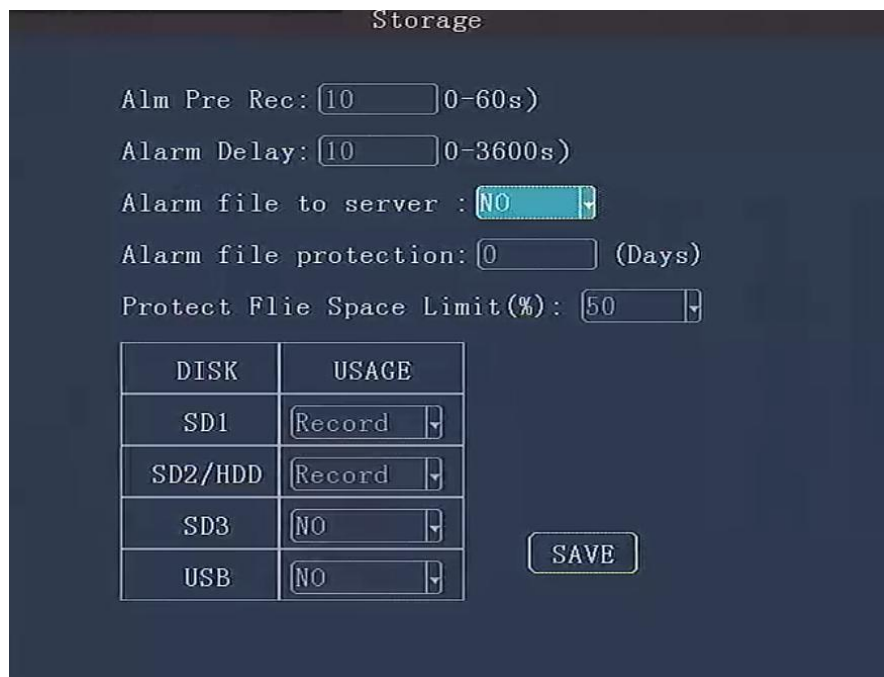 Storage
Alm Pre Rec: 10 0-60s)
Alarm Delay: 10 0-3600s)
Alarm file to server : NO
Alarm file protection: 0 (Days)
Protect Flie Space Limit(%): 50
DISK USAGE
SD1 Record
SD2/HDD Record
SD3 NO
USB NO
SAVE